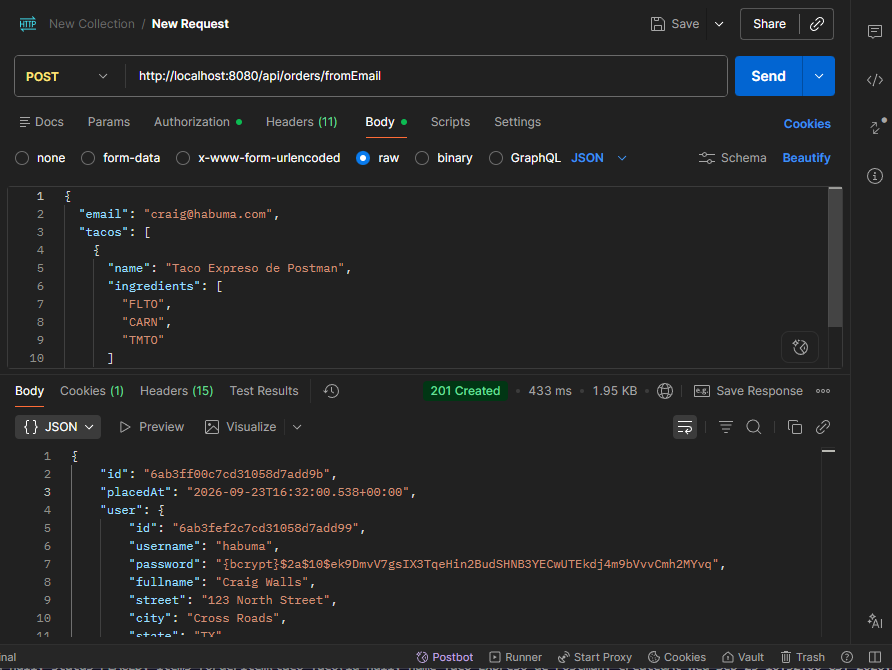 HTTP New Collection / New Request Save Share
POST http://localhost:8080/api/orders/fromEmail Send
Docs Params Authorization Headers (11) Body Scripts Settings Cookies
none form-data x-www-form-urlencoded raw binary GraphQL JSON Schema Beautify
1 {
2 "email": "craig@habuma.com",
3 "tacos": [
4 {
5 "name": "Taco Expreso de Postman",
6 "ingredients": [
7 "FLTO",
8 "CARN",
9 "TMTO"
10 ]
Body Cookies (1) Headers (15) Test Results 201 Created 433 ms 1.95 KB e.g. Save Response
{} JSON Preview Visualize
1 {
2 "id": "6ab3ff00c7cd31058d7add9b",
3 "placedAt": "2026-09-23T16:32:00.538+00:00",
4 "user": {
5 "id": "6ab3fef2c7cd31058d7add99",
6 "username": "habuma",
7 "password": "{bcrypt}$2a$10$ek9DmvV7gsIX3TqeHin2BudSHNB3YECwUTEkdj4m9bVvvCmh2MYvq",
8 "fullname": "Craig Walls",
9 "street": "123 North Street",
10 "city": "Cross Roads",
11 "state": "TX"
nal Postbot Runner Start Proxy Cookies Vault Trash
AI